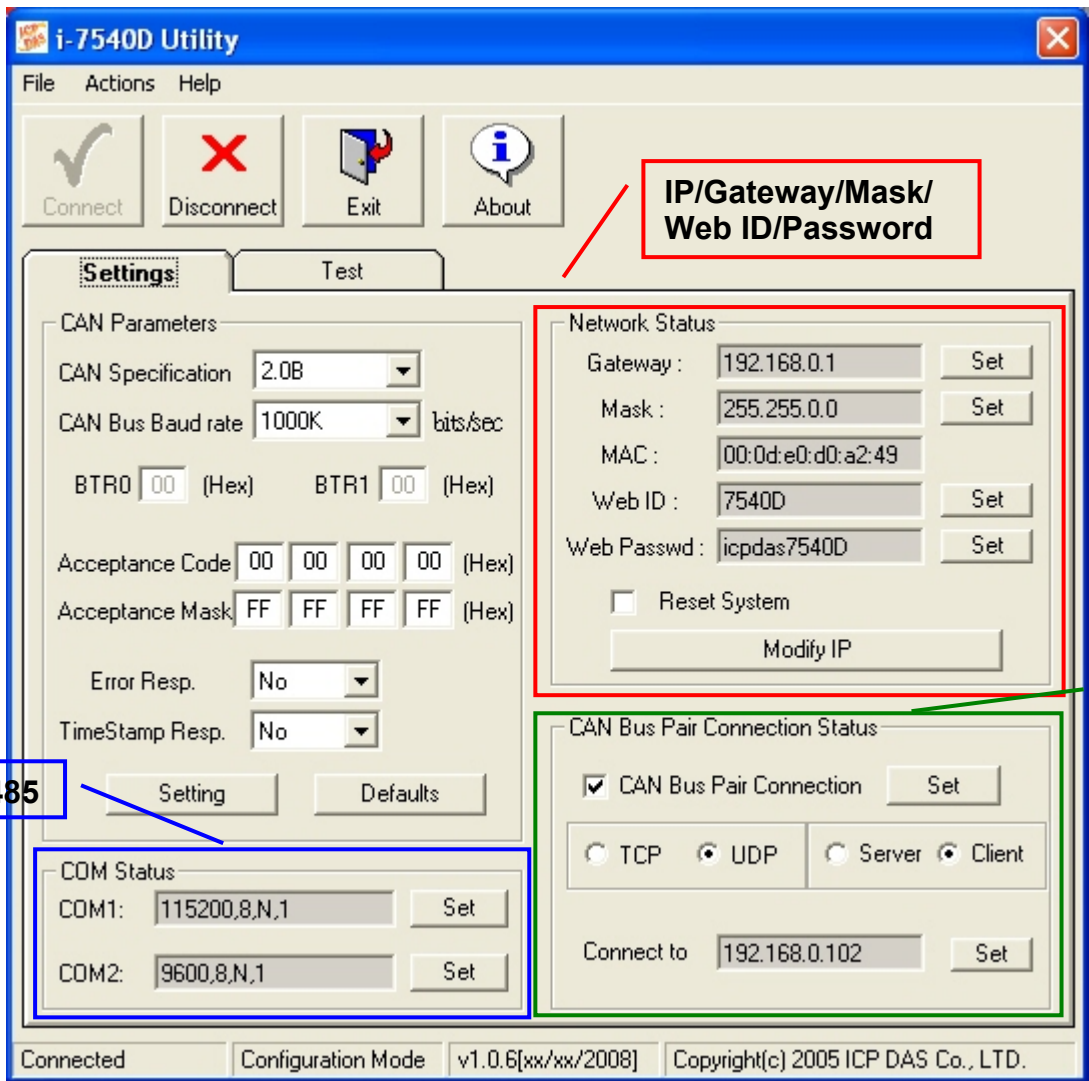 i-7540D Utility
File Actions Help
Connect Disconnect Exit About
IP/Gateway/Mask/
Web ID/Password
Settings Test
CAN Parameters
CAN Specification 2.0B
CAN Bus Baud rate 1000K bits/sec
BTR0 00 (Hex) BTR1 00 (Hex)
Acceptance Code 00 00 00 00 (Hex)
Acceptance Mask FF FF FF FF (Hex)
Error Resp. No
TimeStamp Resp. No
Setting Defaults
485
COM Status
COM1: 115200,8,N,1 Set
COM2: 9600,8,N,1 Set
Network Status
Gateway : 192.168.0.1 Set
Mask : 255.255.0.0 Set
MAC : 00:0d:e0:d0:a2:49
Web ID : 7540D Set
Web Passwd : icpdas7540D Set
Reset System
Modify IP
CAN Bus Pair Connection Status
CAN Bus Pair Connection Set
TCP UDP Server Client
Connect to 192.168.0.102 Set
Connected Configuration Mode v1.0.6[xx/xx/2008] Copyright(c) 2005 ICP DAS Co., LTD.